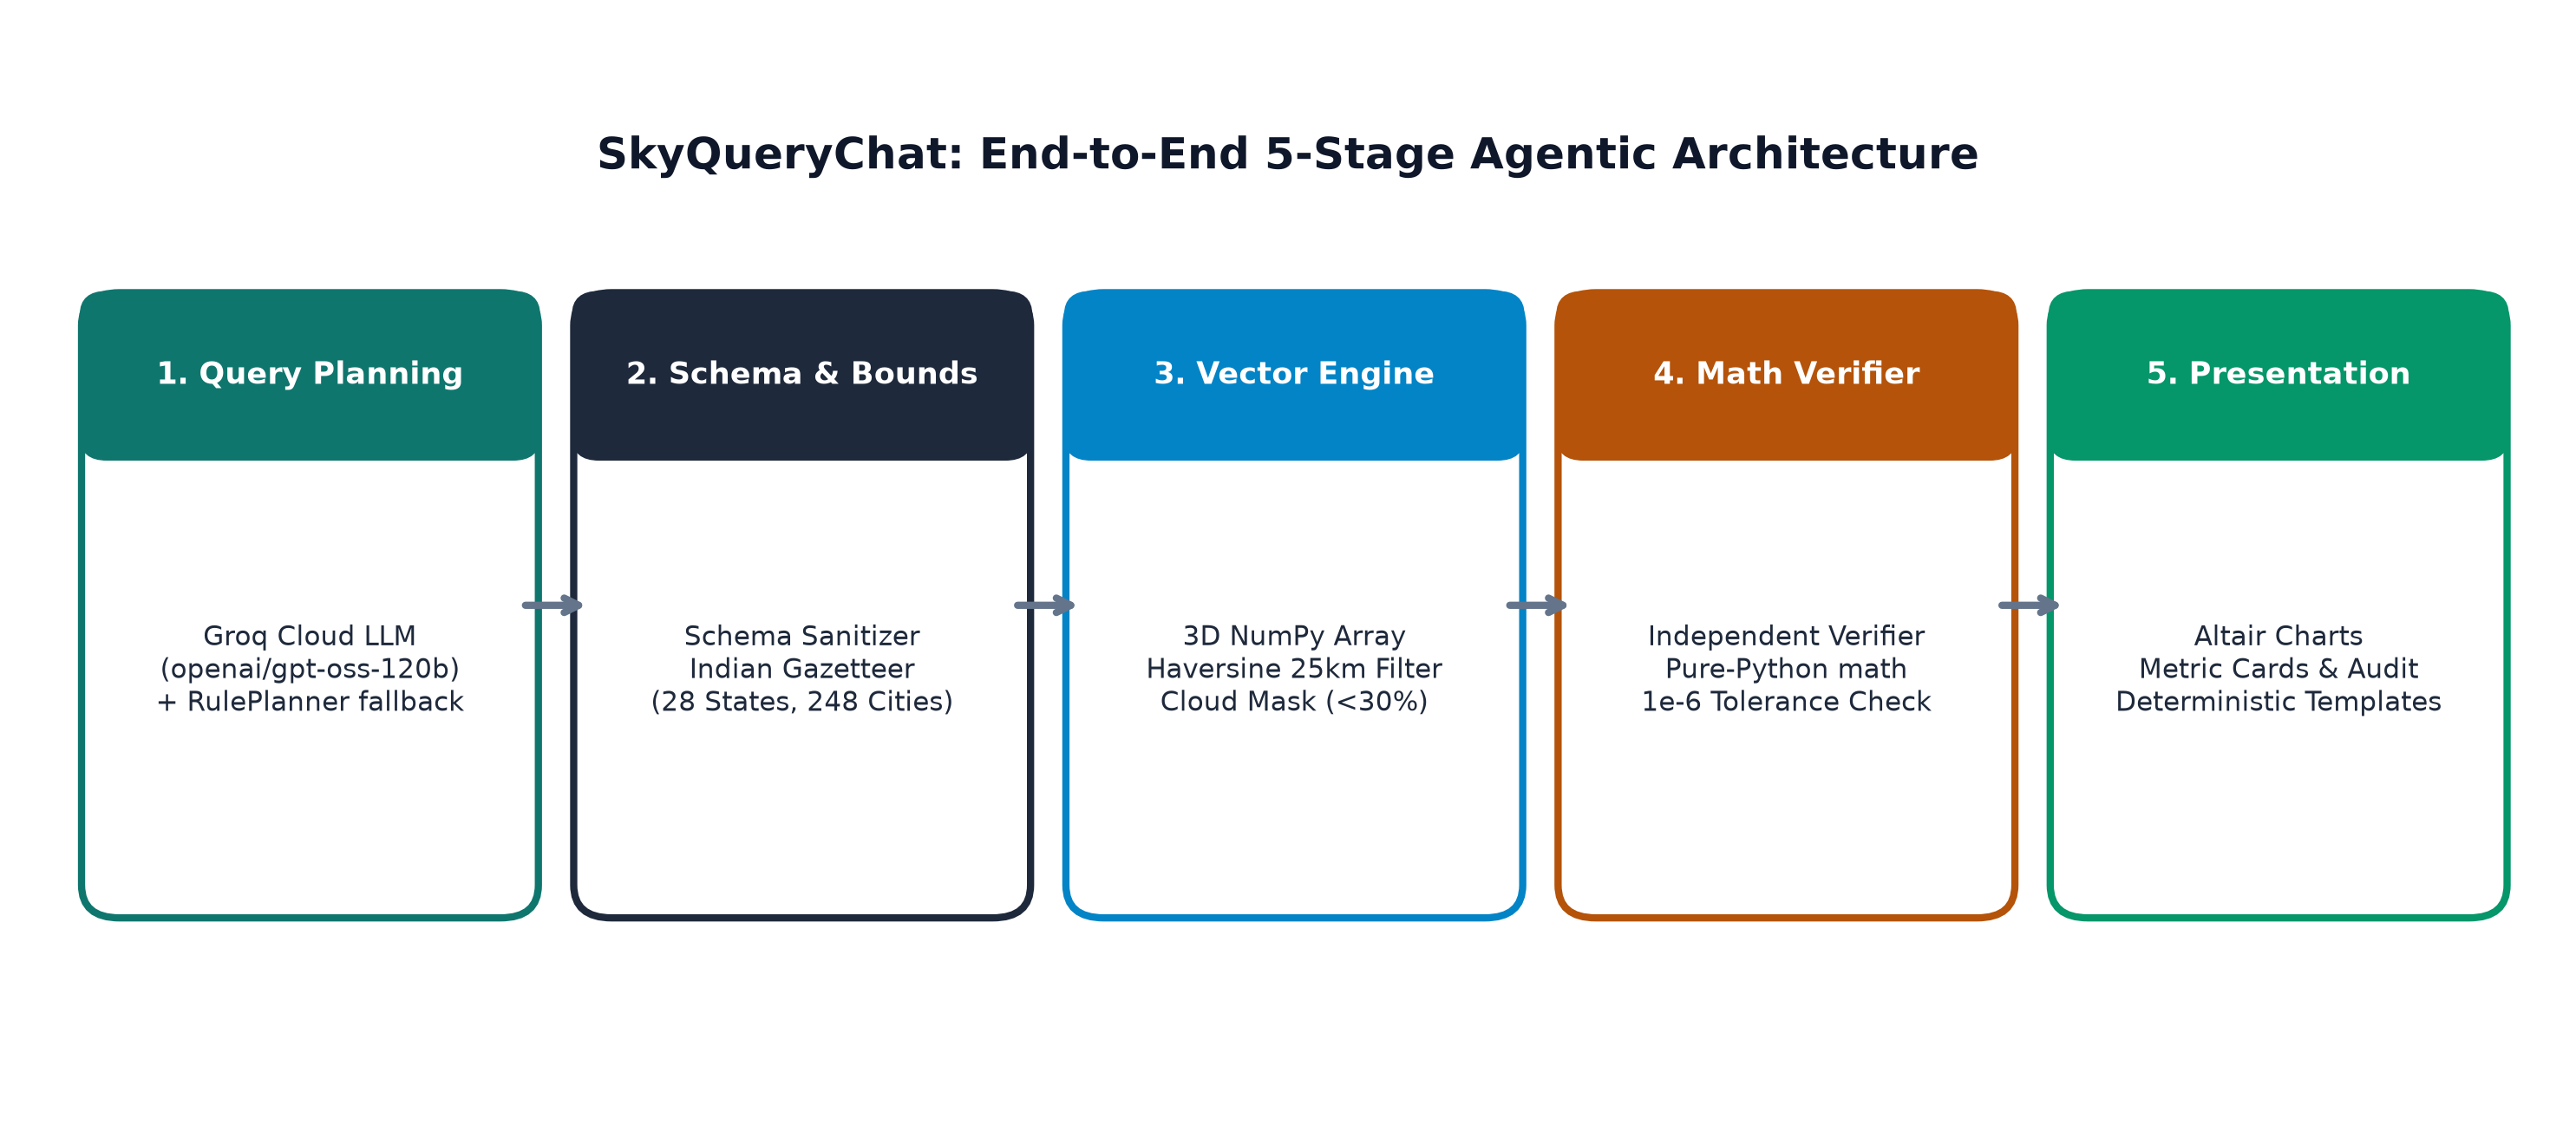 SkyQueryChat: End-to-End 5-Stage Agentic Architecture
1. Query Planning
Groq Cloud LLM
(openai/gpt-oss-120b)
+ RulePlanner fallback
2. Schema & Bounds
Schema Sanitizer
Indian Gazetteer
(28 States, 248 Cities)
3. Vector Engine
3D NumPy Array
Haversine 25km Filter
Cloud Mask (<30%)
4. Math Verifier
Independent Verifier
Pure-Python math
1e-6 Tolerance Check
5. Presentation
Altair Charts
Metric Cards & Audit
Deterministic Templates